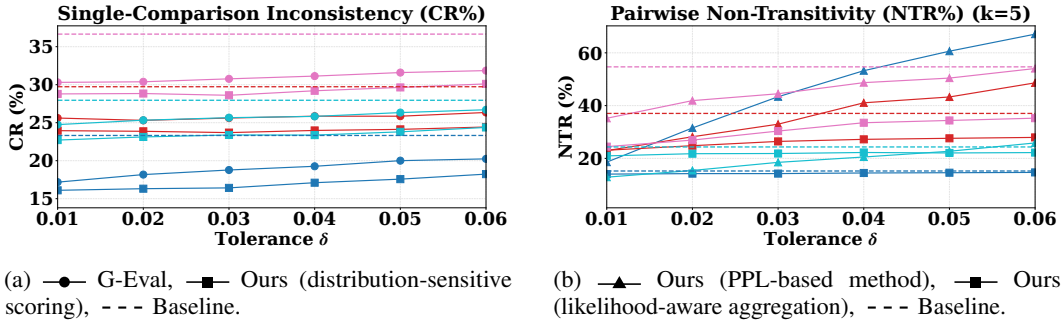 Single-Comparison Inconsistency (CR%)
CR (%)
35
30
25
20
15
0.01 0.02 0.03 0.04 0.05 0.06
Tolerance δ
(a) G-Eval, Ours (distribution-sensitive
scoring), Baseline.
Pairwise Non-Transitivity (NTR%) (k=5)
NTR (%)
60
40
20
0.01 0.02 0.03 0.04 0.05 0.06
Tolerance δ
(b) Ours (PPL-based method), Ours
(likelihood-aware aggregation), Baseline.